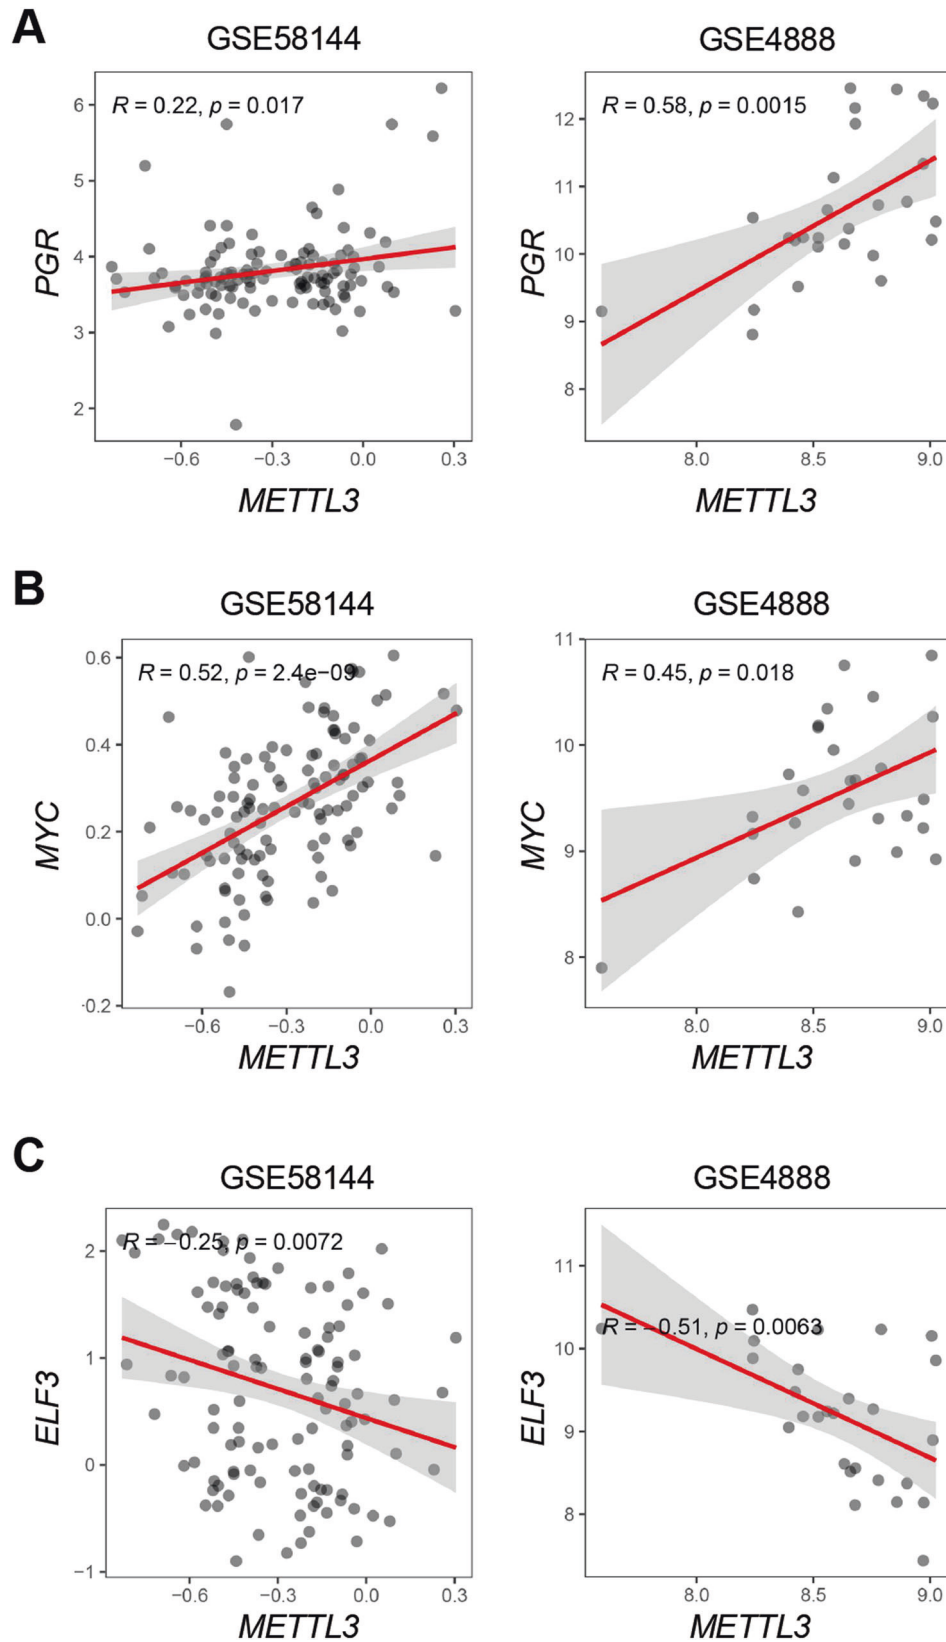 A
GSE58144
GSE4888
R = 0.22, p = 0.017
R = 0.58, p = 0.0015
6
5
4
3
2
PGR
12
11
10
9
8
PGR
−0.6
−0.3
0.0
0.3
8.0
8.5
9.0
METTL3
METTL3
B
GSE58144
GSE4888
R = 0.52, p = 2.4e−09
R = 0.45, p = 0.018
0.6
0.4
0.2
0.0
-0.2
MYC
11
10
9
8
MYC
−0.6
−0.3
0.0
0.3
8.0
8.5
9.0
METTL3
METTL3
C
GSE58144
GSE4888
R = −0.25, p = 0.0072
R = −0.51, p = 0.0063
2
1
0
−1
ELF3
11
10
9
8
ELF3
−0.6
−0.3
0.0
0.3
8.0
8.5
9.0
METTL3
METTL3